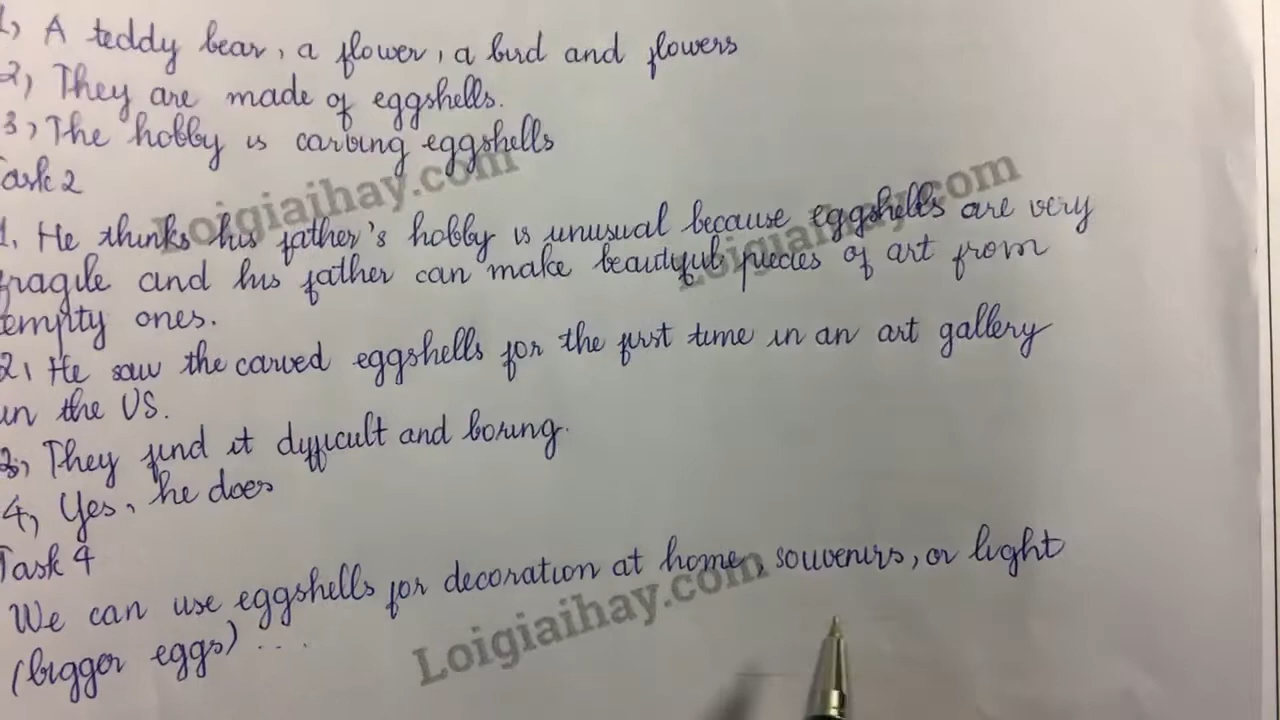 1, A teddy bear, a flower, a bird and flowers
2, They are made of eggshells.
3, The hobby is carving eggshells
Task 2
1. He thinks his father's hobby is unusual because eggshells are very
fragile and his father can make beautiful pieces of art from
empty ones.
2, He saw the carved eggshells for the first time in an art gallery
in the US.
3, They find it difficult and boring.
4, Yes, he does
Task 4
We can use eggshells for decoration at home, souvenirs, or light
(bigger eggs) ...
Loigiaihay.com
Loigiaihay.com
Loigiaihay.com